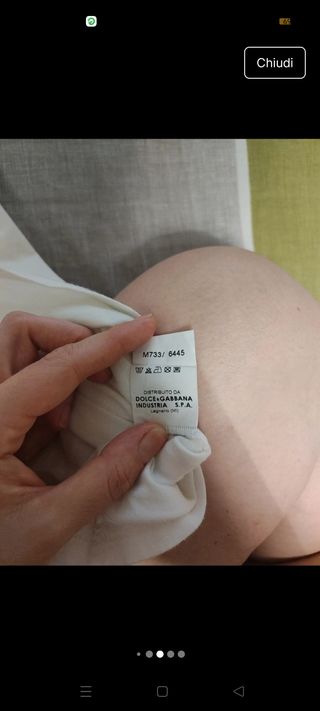 Chiudi
M733/ 6445
DISTRIBUITO DA
DOLCE&GABBANA
INDUSTRIA S.P.A.
Legnano (MI)